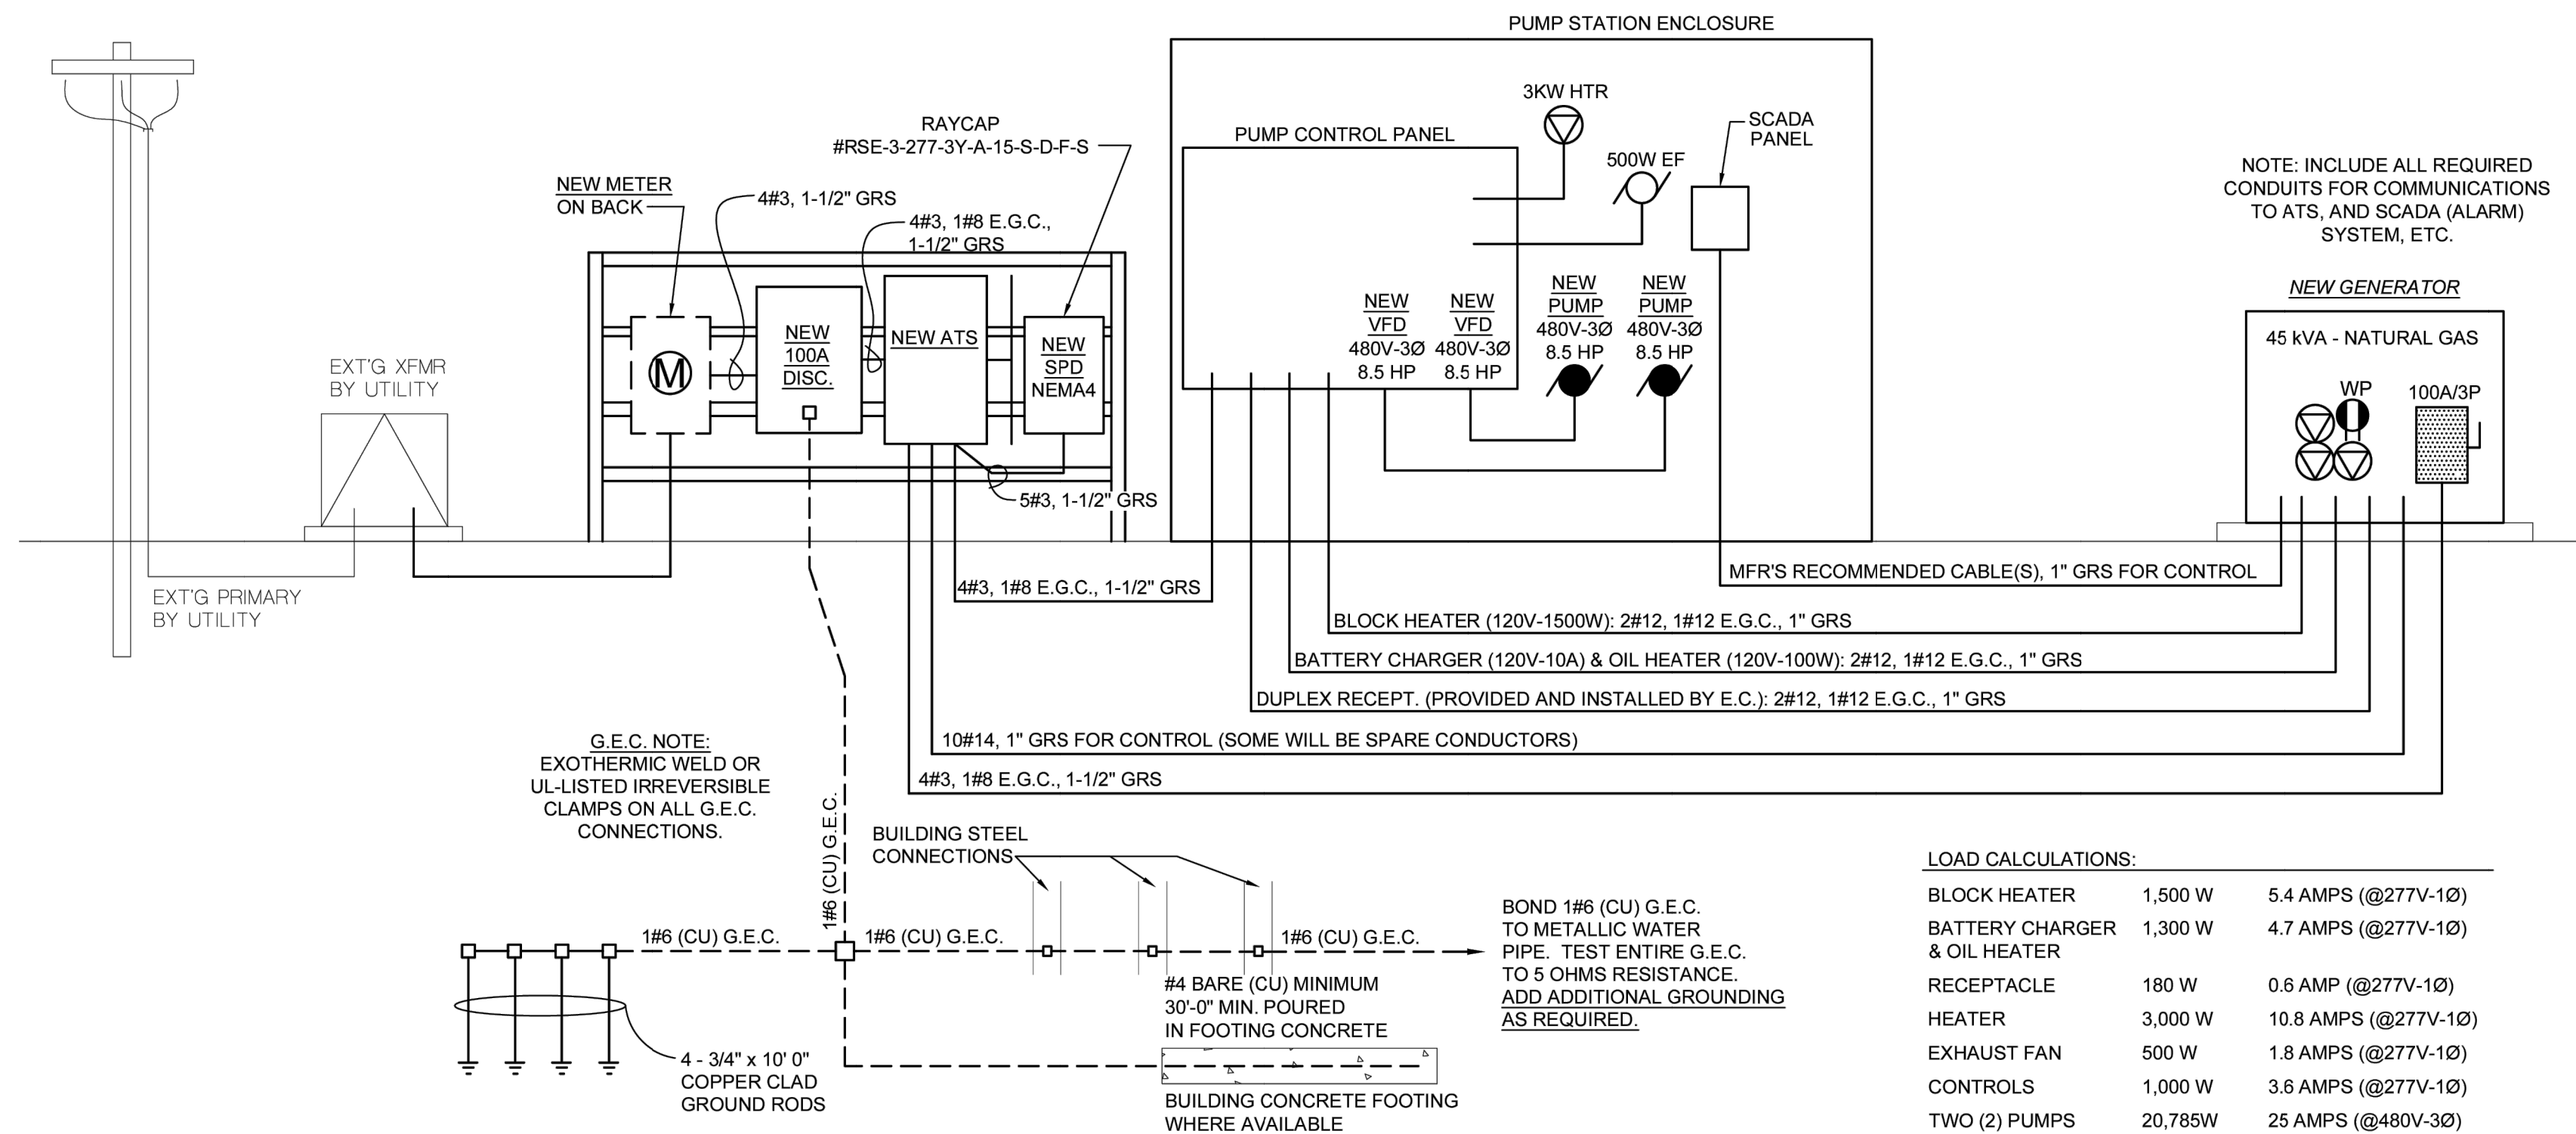 PUMP STATION ENCLOSURE
3KW HTR
RAYCAP
#RSE-3-277-3Y-A-15-S-D-F-S
PUMP CONTROL PANEL
SCADA
PANEL
500W EF
NOTE: INCLUDE ALL REQUIRED
CONDUITS FOR COMMUNICATIONS
TO ATS, AND SCADA (ALARM)
SYSTEM, ETC.
NEW METER
ON BACK
4#3, 1-1/2" GRS
4#3, 1#8 E.G.C.,
1-1/2" GRS
NEW
PUMP
480V-3Ø
8.5 HP
NEW
PUMP
480V-3Ø
8.5 HP
NEW GENERATOR
NEW
VFD
480V-3Ø
8.5 HP
NEW
VFD
480V-3Ø
8.5 HP
M
NEW
100A
DISC.
NEW ATS
NEW
SPD
NEMA4
45 kVA - NATURAL GAS
WP
100A/3P
EXT'G XFMR
BY UTILITY
5#3, 1-1/2" GRS
EXT'G PRIMARY
BY UTILITY
4#3, 1#8 E.G.C., 1-1/2" GRS
MFR'S RECOMMENDED CABLE(S), 1" GRS FOR CONTROL
BLOCK HEATER (120V-1500W): 2#12, 1#12 E.G.C., 1" GRS
BATTERY CHARGER (120V-10A) & OIL HEATER (120V-100W): 2#12, 1#12 E.G.C., 1" GRS
DUPLEX RECEPT. (PROVIDED AND INSTALLED BY E.C.): 2#12, 1#12 E.G.C., 1" GRS
10#14, 1" GRS FOR CONTROL (SOME WILL BE SPARE CONDUCTORS)
4#3, 1#8 E.G.C., 1-1/2" GRS
G.E.C. NOTE:
EXOTHERMIC WELD OR
UL-LISTED IRREVERSIBLE
CLAMPS ON ALL G.E.C.
CONNECTIONS.
1#6 (CU) G.E.C.
BUILDING STEEL
CONNECTIONS
1#6 (CU) G.E.C.
1#6 (CU) G.E.C.
1#6 (CU) G.E.C.
BOND 1#6 (CU) G.E.C.
TO METALLIC WATER
PIPE. TEST ENTIRE G.E.C.
TO 5 OHMS RESISTANCE.
ADD ADDITIONAL GROUNDING
AS REQUIRED.
#4 BARE (CU) MINIMUM
30'-0" MIN. POURED
IN FOOTING CONCRETE
4 - 3/4" x 10' 0"
COPPER CLAD
GROUND RODS
BUILDING CONCRETE FOOTING
WHERE AVAILABLE
LOAD CALCULATIONS:
BLOCK HEATER 1,500 W 5.4 AMPS (@277V-1Ø)
BATTERY CHARGER 1,300 W 4.7 AMPS (@277V-1Ø)
& OIL HEATER
RECEPTACLE 180 W 0.6 AMP (@277V-1Ø)
HEATER 3,000 W 10.8 AMPS (@277V-1Ø)
EXHAUST FAN 500 W 1.8 AMPS (@277V-1Ø)
CONTROLS 1,000 W 3.6 AMPS (@277V-1Ø)
TWO (2) PUMPS 20,785W 25 AMPS (@480V-3Ø)